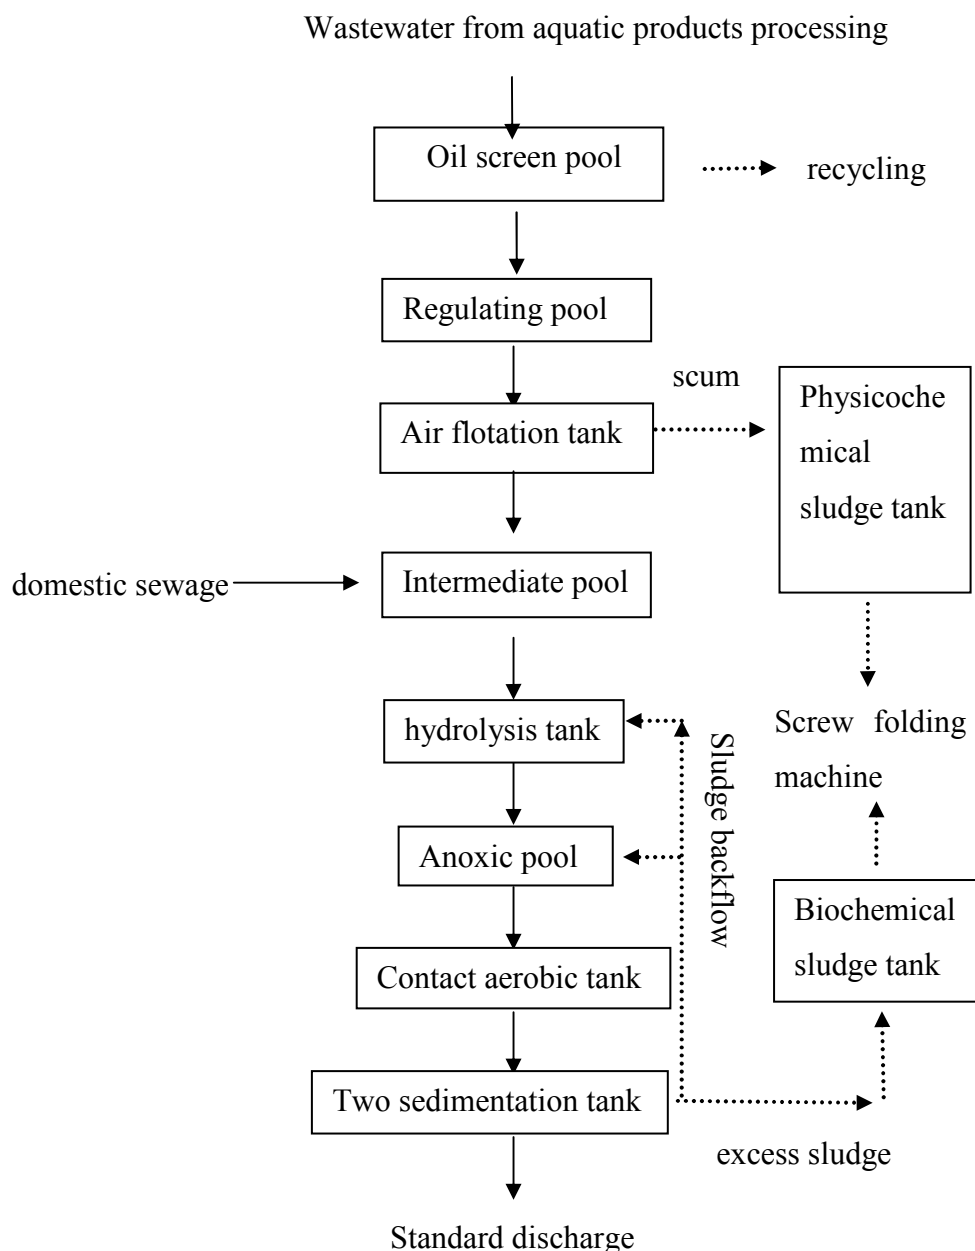 Wastewater from aquatic products processing
Oil screen pool
recycling
Regulating pool
scum
Air flotation tank
Physicoche
mical
sludge tank
domestic sewage
Intermediate pool
hydrolysis tank
Sludge backflow
Screw folding
machine
Anoxic pool
Biochemical
sludge tank
Contact aerobic tank
Two sedimentation tank
excess sludge
Standard discharge